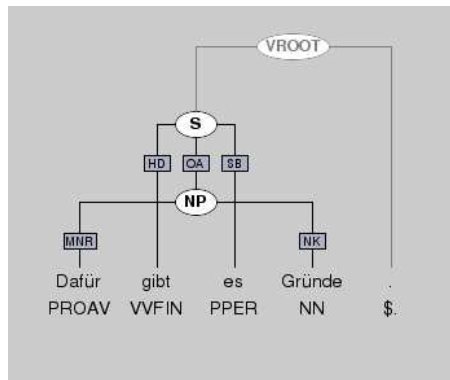 VROOT
S
HD OA SB
NP
MNR NK
Dafür gibt es Gründe .
PROAV VVFIN PPER NN $.